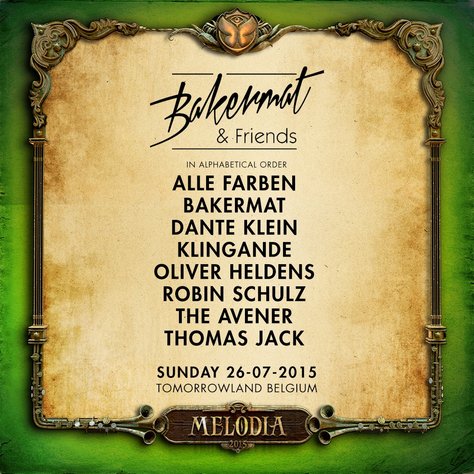 Bakermat
& Friends
IN ALPHABETICAL ORDER
ALLE FARBEN
BAKERMAT
DANTE KLEIN
KLINGANDE
OLIVER HELDENS
ROBIN SCHULZ
THE AVENER
THOMAS JACK
SUNDAY 26-07-2015
TOMORROWLAND BELGIUM
MELODIA
2015